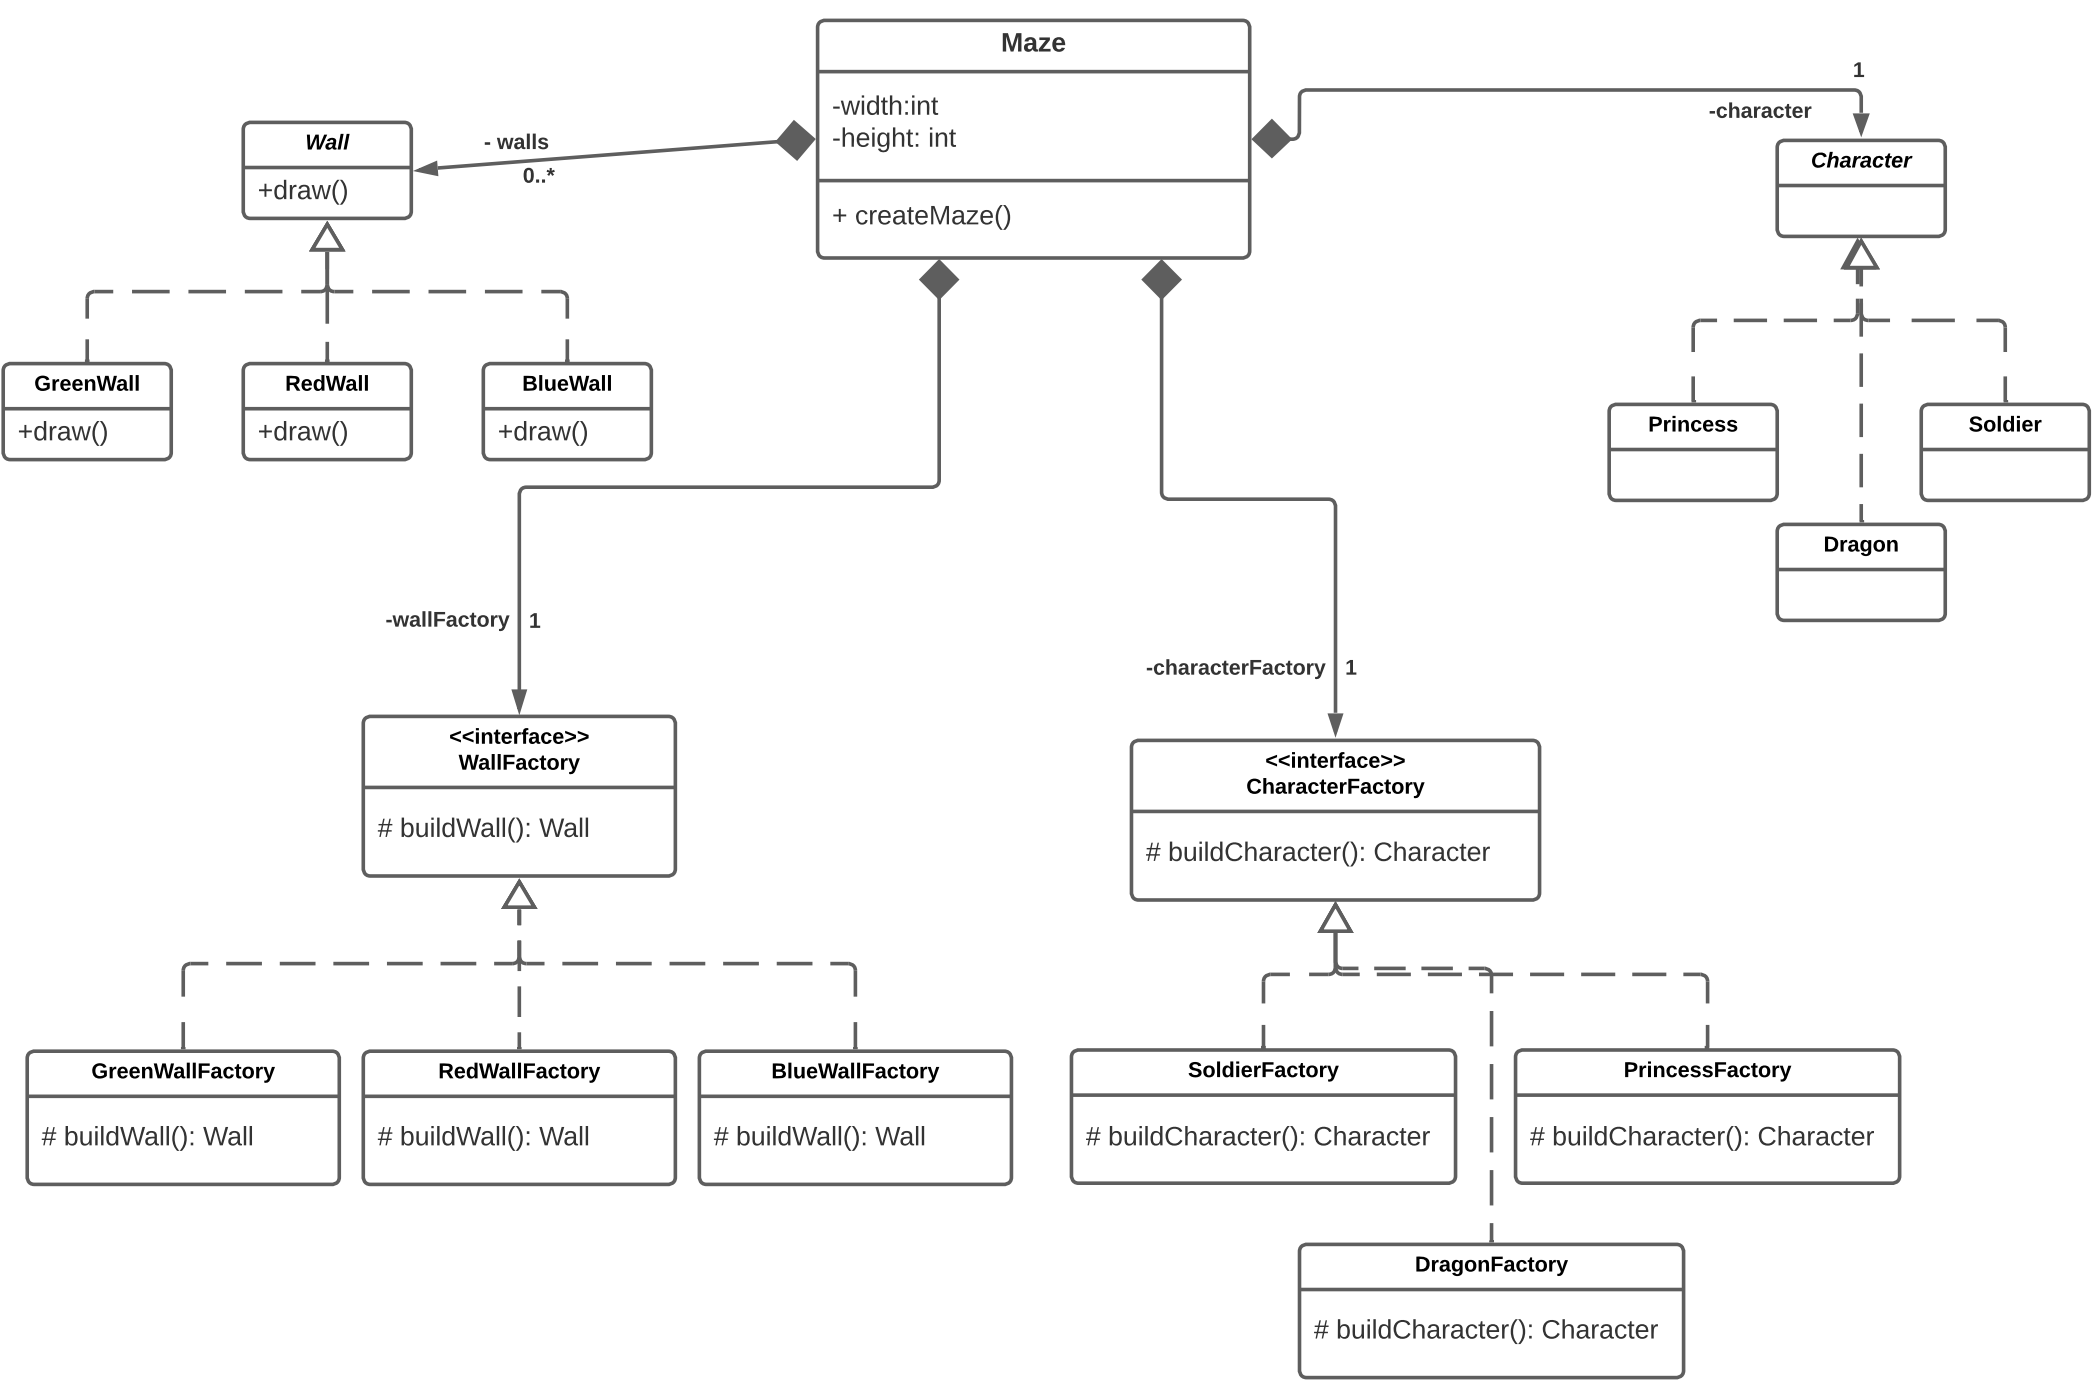 Maze
-width:int
-height: int
+ createMaze()
- walls
0..*
Wall
+draw()
GreenWall
+draw()
RedWall
+draw()
BlueWall
+draw()
1
-character
Character
Princess
Soldier
Dragon
-wallFactory
1
<<interface>>
WallFactory
# buildWall(): Wall
GreenWallFactory
# buildWall(): Wall
RedWallFactory
# buildWall(): Wall
BlueWallFactory
# buildWall(): Wall
-characterFactory
1
<<interface>>
CharacterFactory
# buildCharacter(): Character
SoldierFactory
# buildCharacter(): Character
PrincessFactory
# buildCharacter(): Character
DragonFactory
# buildCharacter(): Character